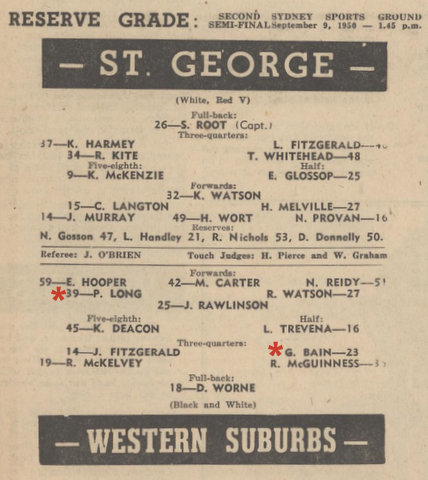 RESERVE GRADE: SECOND SYDNEY SPORTS GROUND
SEMI-FINAL September 9, 1950 — 1.45 p.m.
— ST. GEORGE —
(White, Red V)
Full-back:
26—S. ROOT (Capt.)
Three-quarters:
37—K. HARMEY L. FITZGERALD—
34—R. KITE T. WHITEHEAD—48
Five-eighth: Half:
9—K. McKENZIE E. GLOSSOP—25
Forwards:
32—K. WATSON
15—C. LANGTON H. MELVILLE—27
14—J. MURRAY 49—H. WORT N. PROVAN—16
Reserves:
N. Gosson 47, L. Handley 21, R. Nichols 53, D. Donnelly 50.
Referee: J. O'BRIEN Touch Judges: H. Pierce and W. Graham
Forwards:
59—E. HOOPER 42—M. CARTER N. REIDY—51
*39—P. LONG R. WATSON—27
25—J. RAWLINSON
Five-eighth: Half:
45—K. DEACON L. TREVENA—16
Three-quarters:
14—J. FITZGERALD *G. BAIN—23
19—R. McKELVEY R. McGUINNESS—
Full-back:
18—D. WORNE
(Black and White)
— WESTERN SUBURBS —